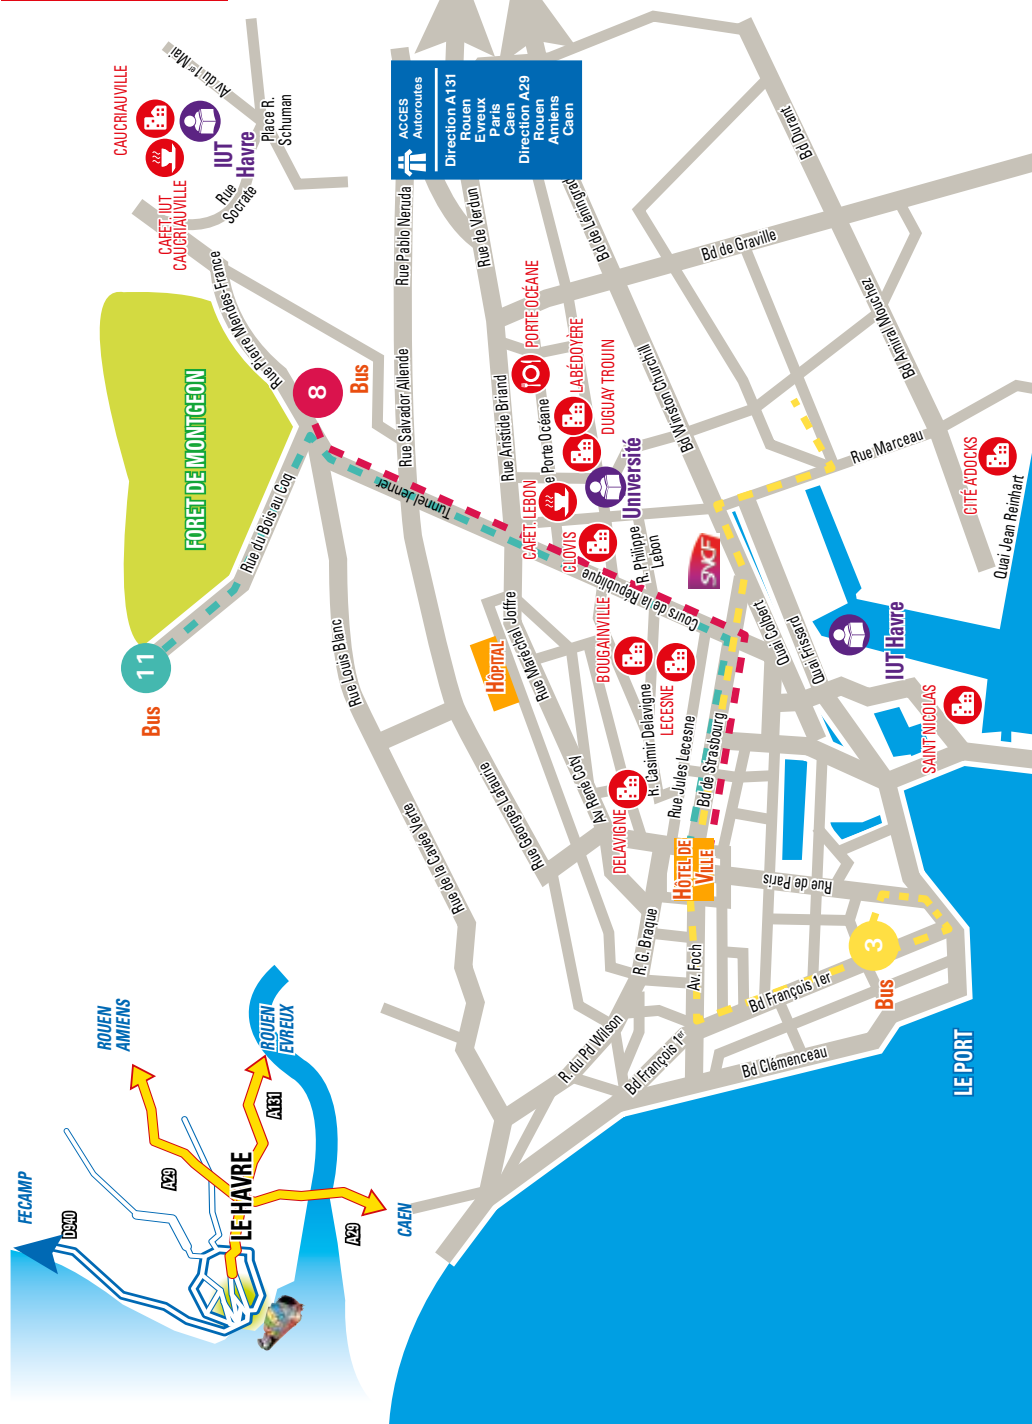 FECAMP
D940
ROUEN
AMIENS
A29
A131
ROUEN
EVREUX
LE HAVRE
A29
CAEN
Bus
11
FORET DE MONTGEON
Rue du Bois au Coq
8
Bus
Rue Pierre Mendès-France
CAUCRIAUVILLE
CAFET. IUT
CAUCRIAUVILLE
IUT
Havre
Av du 1er Mai
Place R.
Schuman
Rue
Socrate
ACCES
Autoroutes
Direction A131
Rouen
Evreux
Paris
Caen
Direction A29
Rouen
Amiens
Caen
Rue Pablo Neruda
Rue de Verdun
Bd de Leningrad
Bd Durant
Bd de Graville
Bd Amiral Mouchez
Rue Salvador Allende
Rue Aristide Briand
Bd Winston Churchill
Rue Marceau
Tunnel Jenner
PORTE OCÉANE
LABÉDOYÈRE
DUGUAY TROUIN
e Porte Océane
CAFET. LEBON
CLOVIS
Université
R. Philippe
Lebon
Cours de la République
SNCF
CITÉ A'DOCKS
Quai Jean Reinhart
Rue Louis Blanc
Rue Maréchal Joffre
HÔPITAL
BOUGAINVILLE
LECESNE
R. Casimir Delavigne
Rue Jules Lecesne
Bd de Strasbourg
Quai Colbert
Quai Frissard
IUT Havre
SAINT NICOLAS
DELAVIGNE
Av René Coty
Rue Georges Lafaurie
Rue de la Cavée Verte
HÔTEL DE
VILLE
Rue de Paris
R. G. Braque
Av. Foch
R. du Pd Wilson
Bd François 1er
Bd François 1er
3
Bus
Bd Clémenceau
LE PORT